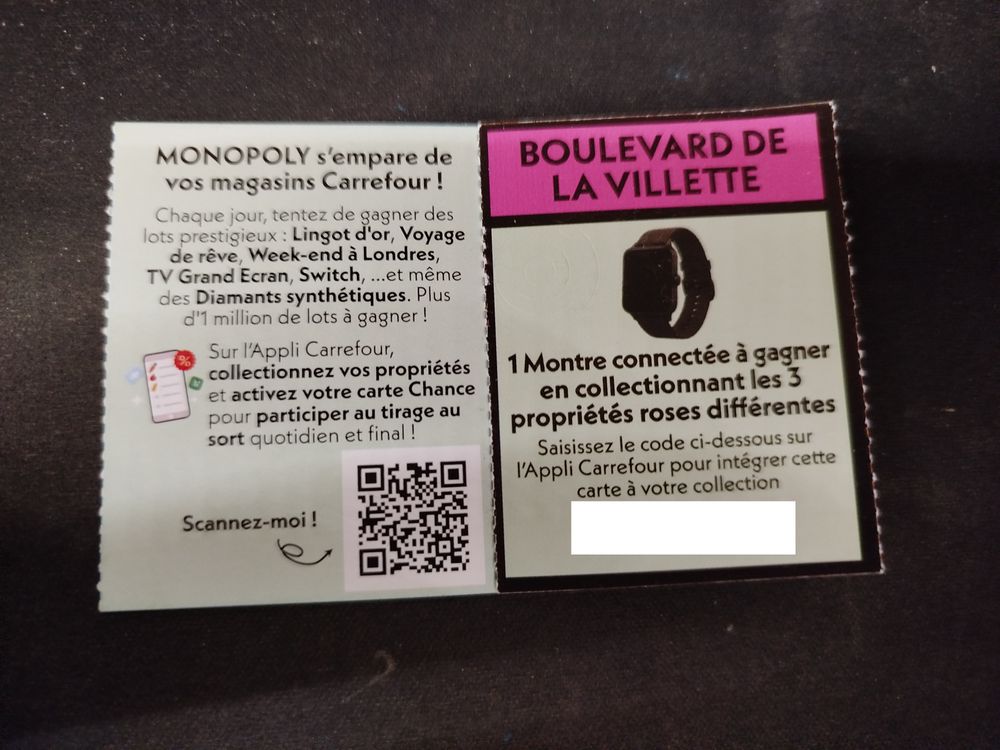 MONOPOLY s'empare de
vos magasins Carrefour !
Chaque jour, tentez de gagner des
lots prestigieux : Lingot d'or, Voyage
de rêve, Week-end à Londres,
TV Grand Ecran, Switch, ...et même
des Diamants synthétiques. Plus
d'1 million de lots à gagner !
%
Sur l'Appli Carrefour,
collectionnez vos propriétés
et activez votre carte Chance
pour participer au tirage au
sort quotidien et final !
Scannez-moi !
BOULEVARD DE
LA VILLETTE
1 Montre connectée à gagner
en collectionnant les 3
propriétés roses différentes
Saisissez le code ci-dessous sur
l'Appli Carrefour pour intégrer cette
carte à votre collection